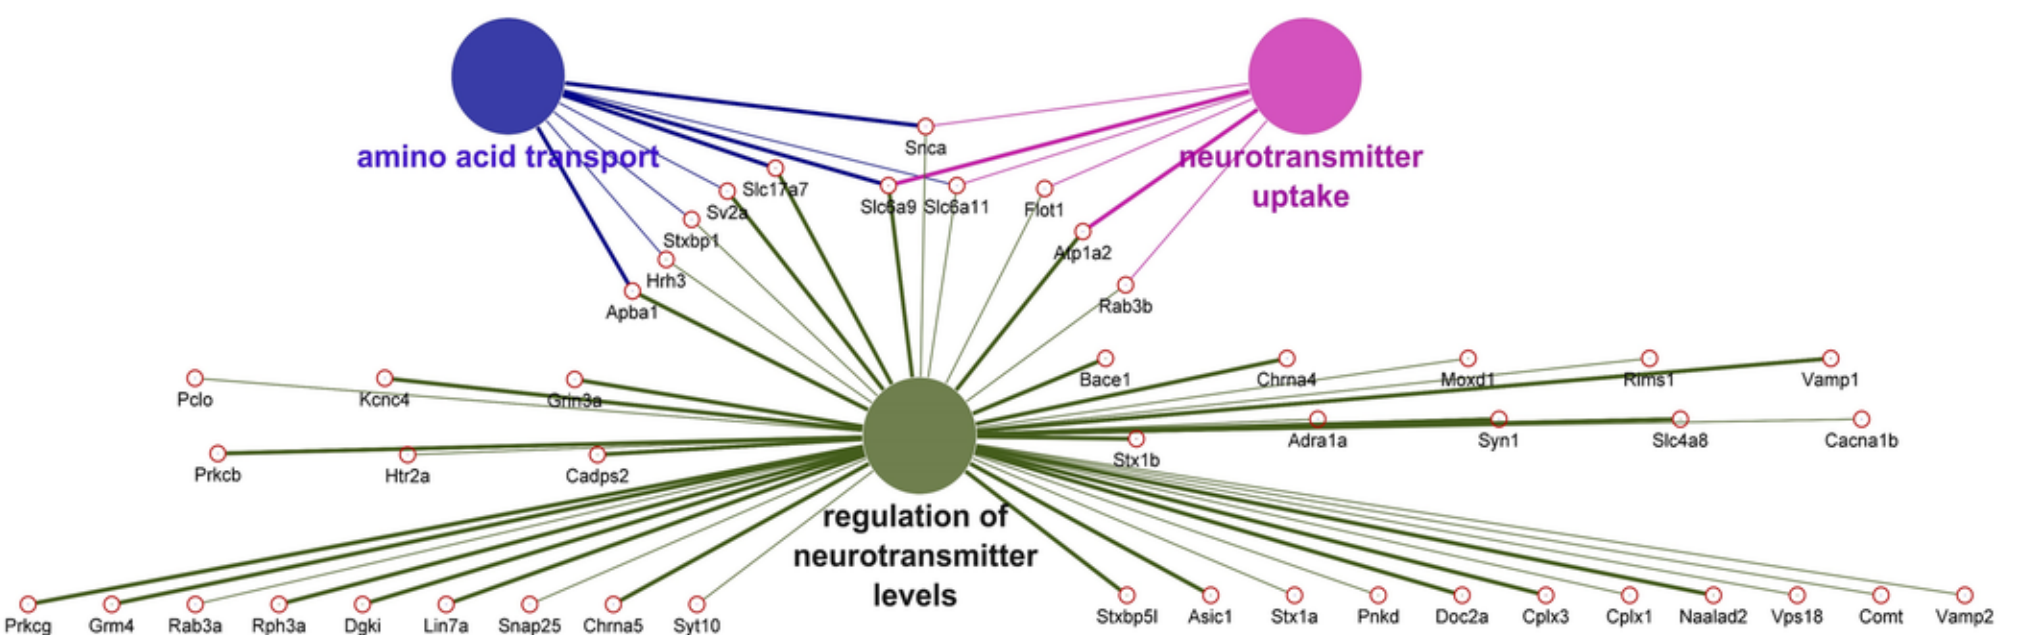 Snca
amino acid transport
neurotransmitter
uptake
Slc17a7
Sv2a
Slc6a9
Slc6a11
Flot1
Stxbp1
Atp1a2
Hrh3
Apba1
Rab3b
Bace1
Chrna4
Moxd1
Rims1
Vamp1
Pclo
Kcnc4
Grin3a
Adra1a
Syn1
Slc4a8
Cacna1b
Stx1b
Prkcb
Htr2a
Cadps2
regulation of
neurotransmitter
levels
Prkcg
Grm4
Rab3a
Rph3a
Dgki
Lin7a
Snap25
Chrna5
Syt10
Stxbp5l
Asic1
Stx1a
Pnkd
Doc2a
Cplx3
Cplx1
Naalad2
Vps18
Comt
Vamp2